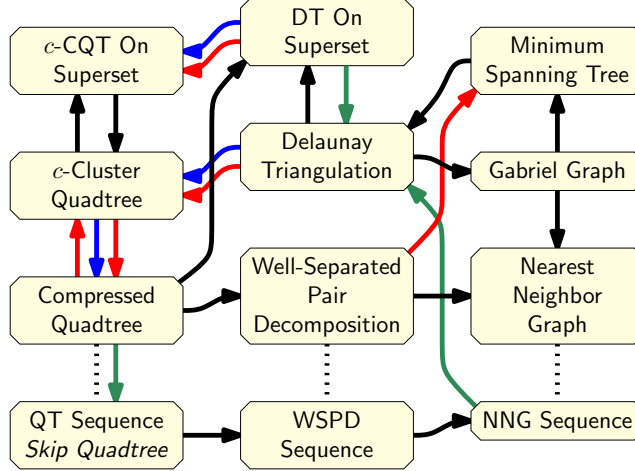 c-CQT On
Superset
DT On
Superset
Minimum
Spanning Tree
c-Cluster
Quadtree
Delaunay
Triangulation
Gabriel Graph
Compressed
Quadtree
Well-Separated
Pair
Decomposition
Nearest
Neighbor
Graph
QT Sequence
Skip Quadtree
WSPD
Sequence
NNG Sequence